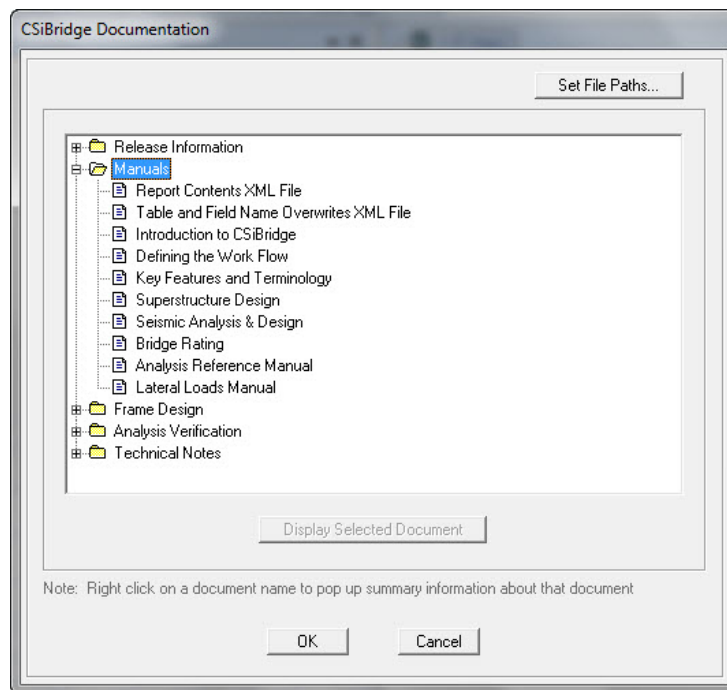 CSiBridge Documentation
Set File Paths...
Release Information
Manuals
Report Contents XML File
Table and Field Name Overwrites XML File
Introduction to CSiBridge
Defining the Work Flow
Key Features and Terminology
Superstructure Design
Seismic Analysis & Design
Bridge Rating
Analysis Reference Manual
Lateral Loads Manual
Frame Design
Analysis Verification
Technical Notes
Display Selected Document
Note: Right click on a document name to pop up summary information about that document
OK
Cancel